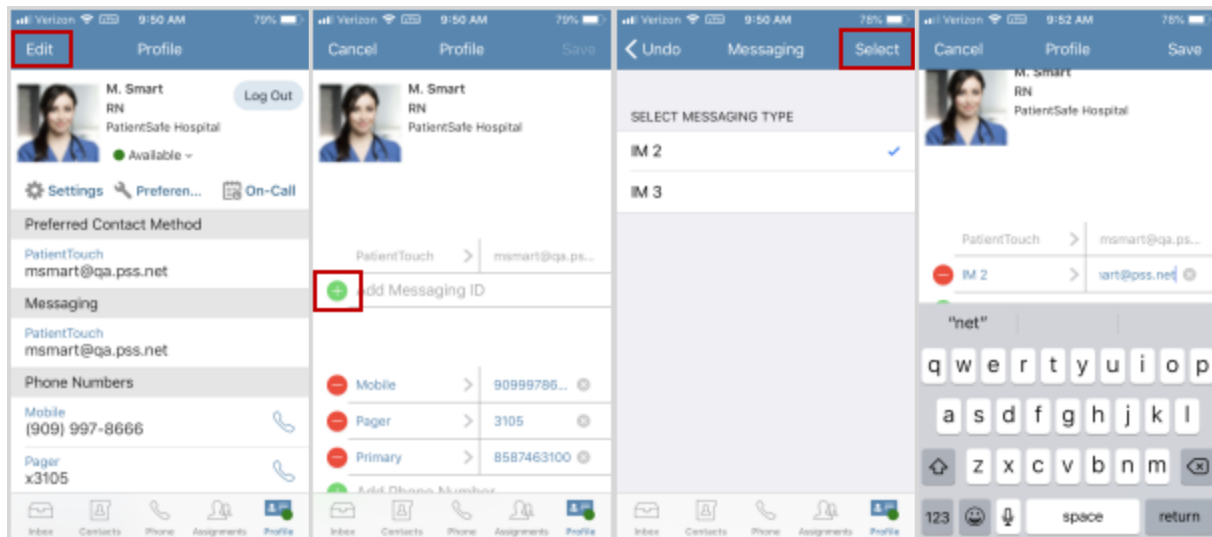 Verizon LTE 9:50 AM 79%
Edit Profile
M. Smart
RN
PatientSafe Hospital
Log Out
Available
Settings Preferen... On-Call
Preferred Contact Method
PatientTouch
msmart@qa.pss.net
Messaging
PatientTouch
msmart@qa.pss.net
Phone Numbers
Mobile
(909) 997-8666
Pager
x3105
Inbox Contacts Phone Assignments Profile
Verizon LTE 9:50 AM 79%
Cancel Profile Save
M. Smart
RN
PatientSafe Hospital
PatientTouch msmart@qa.ps...
Add Messaging ID
Mobile 90999786...
Pager 3105
Primary 8587463100
Add Phone Number
Inbox Contacts Phone Assignments Profile
Verizon LTE 9:50 AM 78%
Undo Messaging Select
SELECT MESSAGING TYPE
IM 2
IM 3
Inbox Contacts Phone Assignments Profile
Verizon LTE 9:52 AM 78%
Cancel Profile Save
M. Smart
RN
PatientSafe Hospital
PatientTouch msmart@qa.ps...
IM 2 nart@pss.net
"net"
q w e r t y u i o p
a s d f g h j k l
z x c v b n m
123 space return